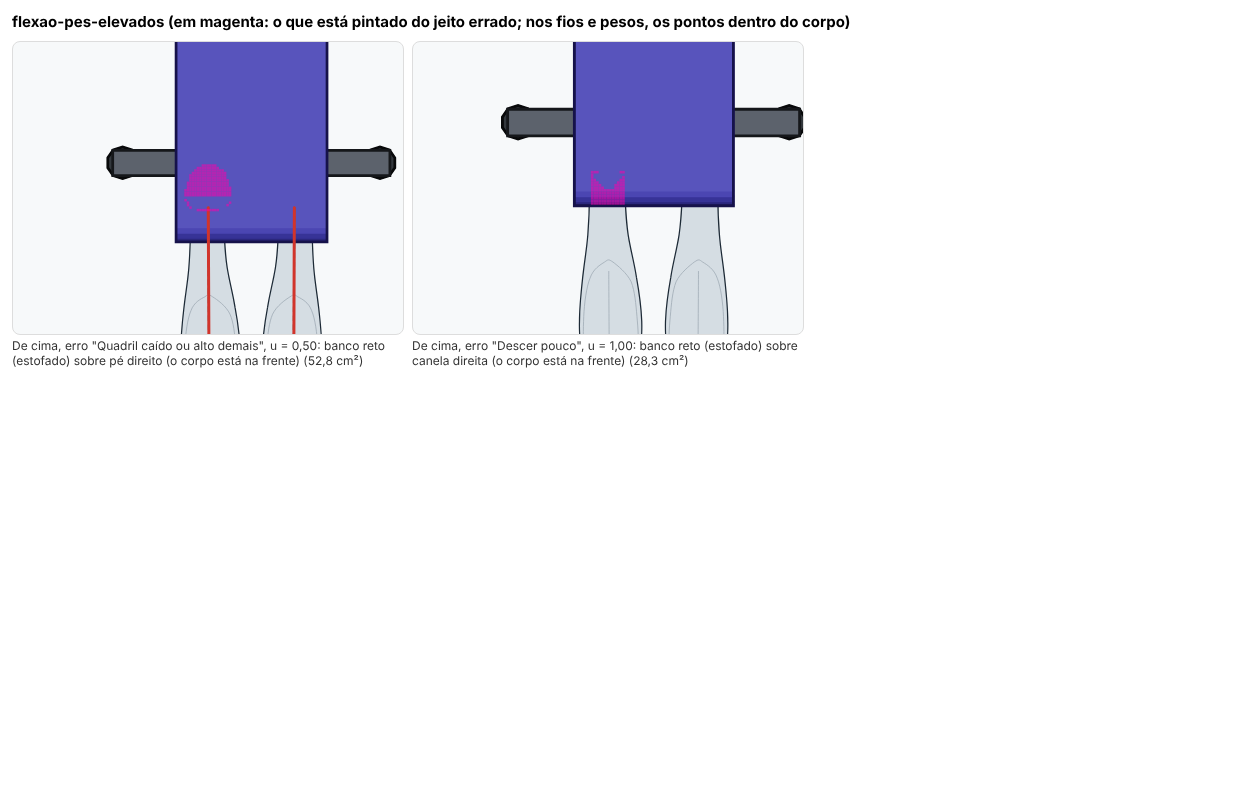 flexao-pes-elevados (em magenta: o que está pintado do jeito errado; nos fios e pesos, os pontos dentro do corpo)
De cima, erro "Quadril caído ou alto demais", u = 0,50: banco reto
(estofado) sobre pé direito (o corpo está na frente) (52,8 cm²)
De cima, erro "Descer pouco", u = 1,00: banco reto (estofado) sobre
canela direita (o corpo está na frente) (28,3 cm²)